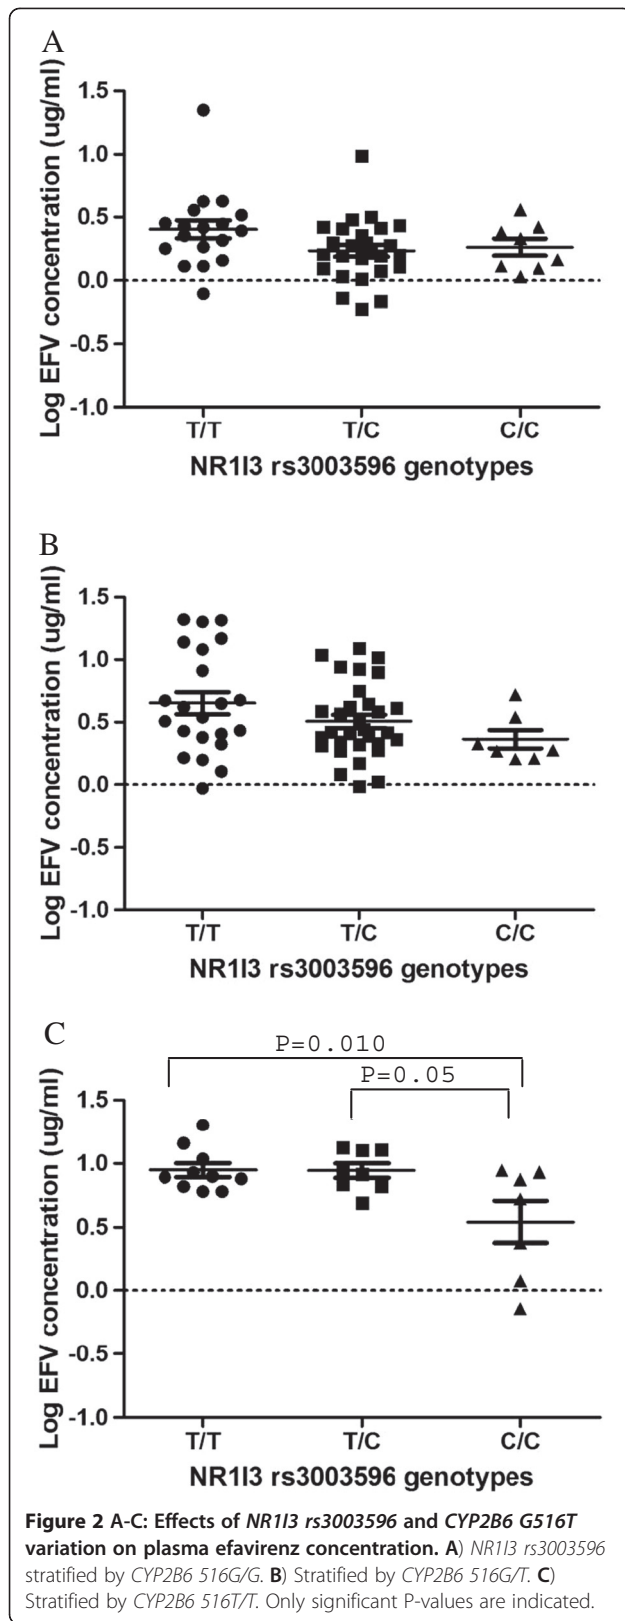 A
Log EFV concentration (ug/ml)
1.5
1.0
0.5
0.0
-0.5
-1.0
T/T T/C C/C
NR1I3 rs3003596 genotypes
B
Log EFV concentration (ug/ml)
1.5
1.0
0.5
0.0
-0.5
-1.0
T/T T/C C/C
NR1I3 rs3003596 genotypes
C
P=0.010
P=0.05
Log EFV concentration (ug/ml)
1.5
1.0
0.5
0.0
-0.5
-1.0
T/T T/C C/C
NR1I3 rs3003596 genotypes
Figure 2 A-C: Effects of NR1I3 rs3003596 and CYP2B6 G516T
variation on plasma efavirenz concentration. A) NR1I3 rs3003596
stratified by CYP2B6 516G/G. B) Stratified by CYP2B6 516G/T. C)
Stratified by CYP2B6 516T/T. Only significant P-values are indicated.